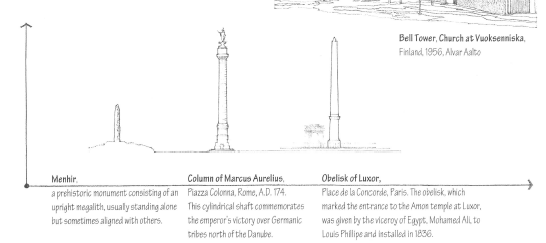 Bell Tower, Church at Vuoksenniska,
Finland, 1956, Alvar Aalto
Menhir,
a prehistoric monument consisting of an
upright megalith, usually standing alone
but sometimes aligned with others.
Column of Marcus Aurelius,
Piazza Colonna, Rome, A.D. 174.
This cylindrical shaft commemorates
the emperor's victory over Germanic
tribes north of the Danube.
Obelisk of Luxor,
Place de la Concorde, Paris. The obelisk, which
marked the entrance to the Amon temple at Luxor,
was given by the viceroy of Egypt, Mohamed Ali, to
Louis Phillipe and installed in 1836.